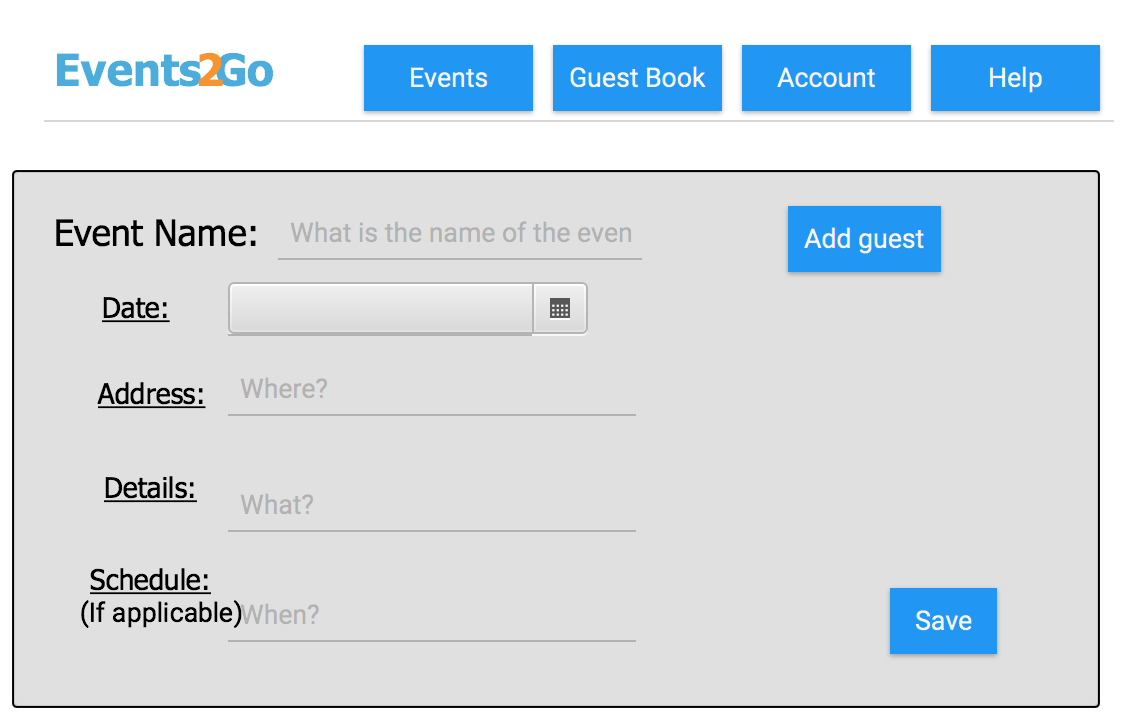 Events2Go
Events
Guest Book
Account
Help
Event Name:
What is the name of the even
Add guest
Date:
Address:
Where?
Details:
What?
Schedule:
(If applicable)
When?
Save